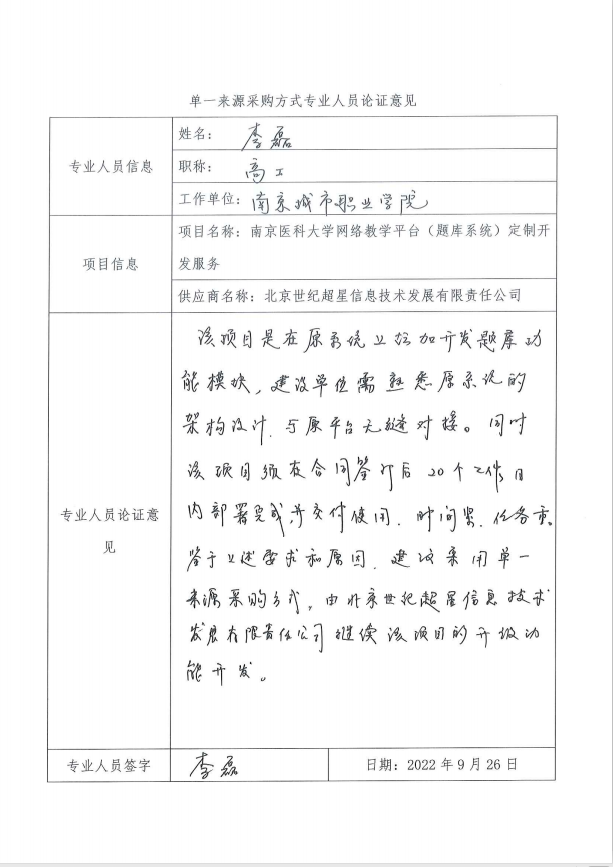 单一来源采购方式专业人员论证意见
专业人员信息
姓名：李磊
职称：高工
工作单位：南京城市职业学院
项目信息
项目名称：南京医科大学网络教学平台（题库系统）定制开
发服务
供应商名称：北京世纪超星信息技术发展有限责任公司
专业人员论证意
见
该项目是在原系统上添加开发题库功
能模块，建设单位需熟悉原系统的
架构设计，与原平台无缝对接。同时
该项目须在合同签订后20个工作日
内部署完成，并交付使用，时间紧，任务重。
鉴于上述要求和原因，建议采用单一
来源采购方式，由北京世纪超星信息技术
发展有限责任公司继续该项目的升级功
能开发。
专业人员签字
李磊
日期：2022 年 9 月 26 日